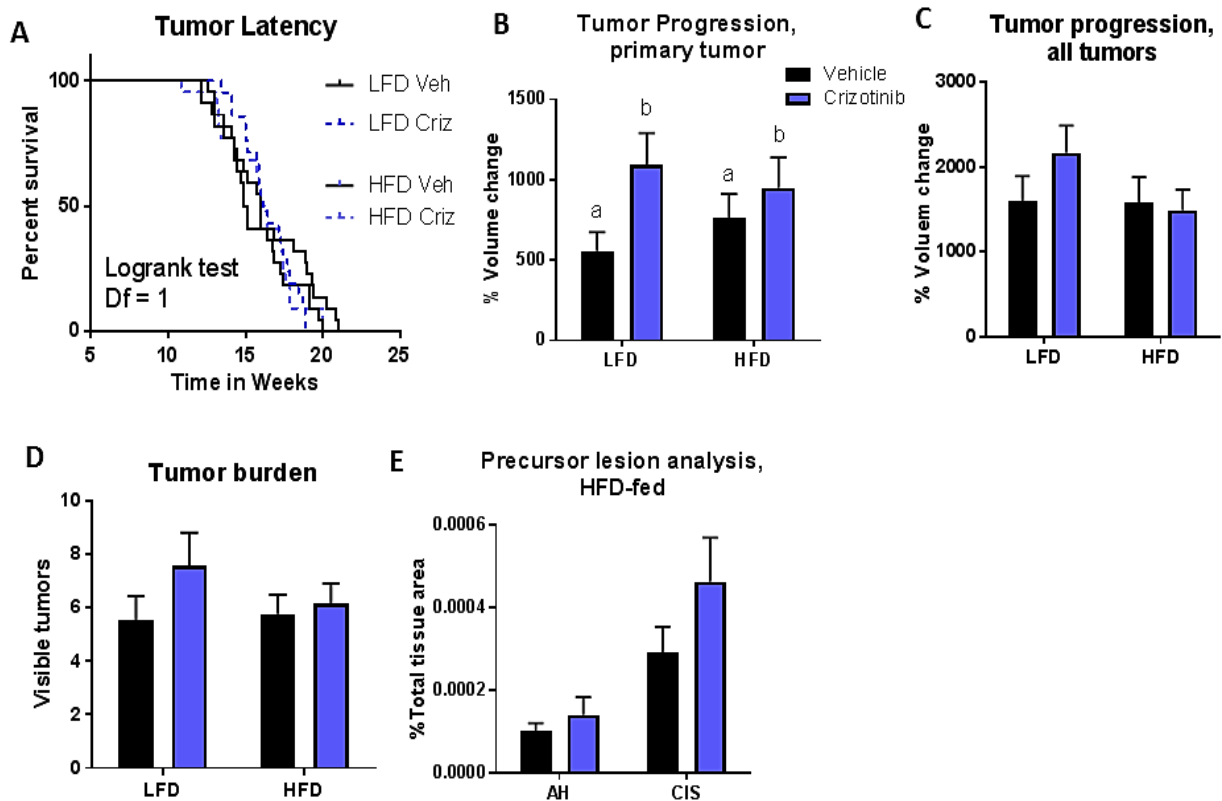 A
Tumor Latency
Percent survival
100
50
0
5
10
15
20
25
Time in Weeks
LFD Veh
LFD Criz
HFD Veh
HFD Criz
Logrank test
Df = 1
B
Tumor Progression,
primary tumor
Vehicle
Crizotinib
% Volume change
1500
1000
500
0
a
b
a
b
LFD
HFD
C
Tumor progression,
all tumors
% Voluem change
3000
2000
1000
0
LFD
HFD
D
Tumor burden
Visible tumors
10
8
6
4
2
0
LFD
HFD
E
Precursor lesion analysis,
HFD-fed
%Total tissue area
0.0006
0.0004
0.0002
0.0000
AH
CIS